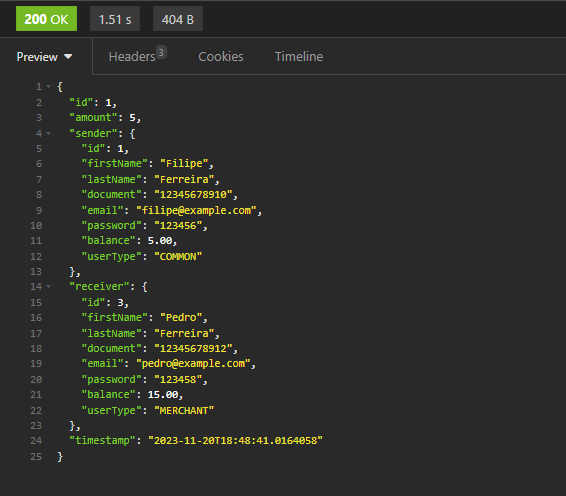 200 OK 1.51 s 404 B
Preview Headers 3 Cookies Timeline
1 {
2 "id": 1,
3 "amount": 5,
4 "sender": {
5 "id": 1,
6 "firstName": "Filipe",
7 "lastName": "Ferreira",
8 "document": "12345678910",
9 "email": "filipe@example.com",
10 "password": "123456",
11 "balance": 5.00,
12 "userType": "COMMON"
13 },
14 "receiver": {
15 "id": 3,
16 "firstName": "Pedro",
17 "lastName": "Ferreira",
18 "document": "12345678912",
19 "email": "pedro@example.com",
20 "password": "123458",
21 "balance": 15.00,
22 "userType": "MERCHANT"
23 },
24 "timestamp": "2023-11-20T18:48:41.0164058"
25 }